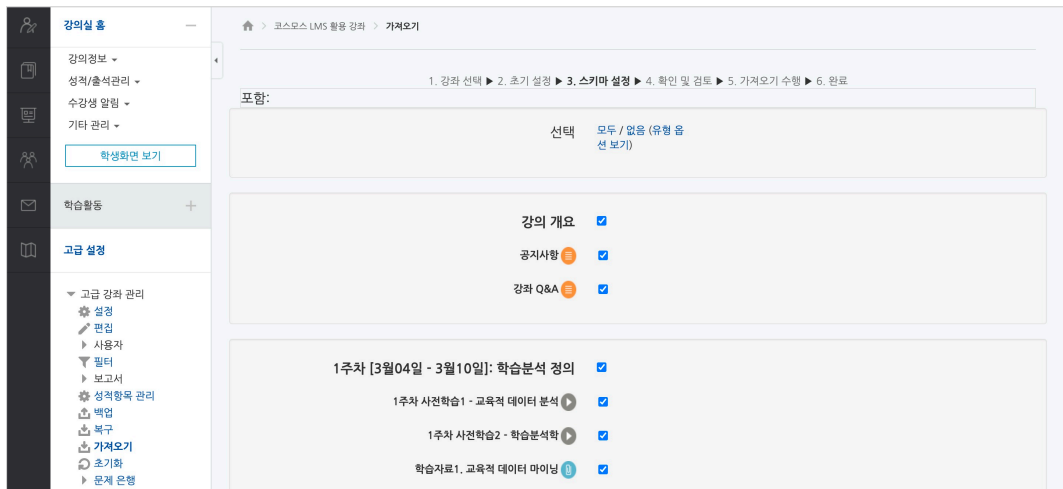 강의실 홈
강의정보
성적/출석관리
수강생 알림
기타 관리
학생화면 보기
학습활동
고급 설정
고급 강좌 관리
설정
편집
사용자
필터
보고서
성적항목 관리
백업
복구
가져오기
초기화
문제 은행
코스모스 LMS 활용 강좌 > 가져오기
1. 강좌 선택 ▶ 2. 초기 설정 ▶ 3. 스키마 설정 ▶ 4. 확인 및 검토 ▶ 5. 가져오기 수행 ▶ 6. 완료
포함:
선택 모두 / 없음 (유형 옵
션 보기)
강의 개요
공지사항
강좌 Q&A
1주차 [3월04일 - 3월10일]: 학습분석 정의
1주차 사전학습1 - 교육적 데이터 분석
1주차 사전학습2 - 학습분석학
학습자료1. 교육적 데이터 마이닝